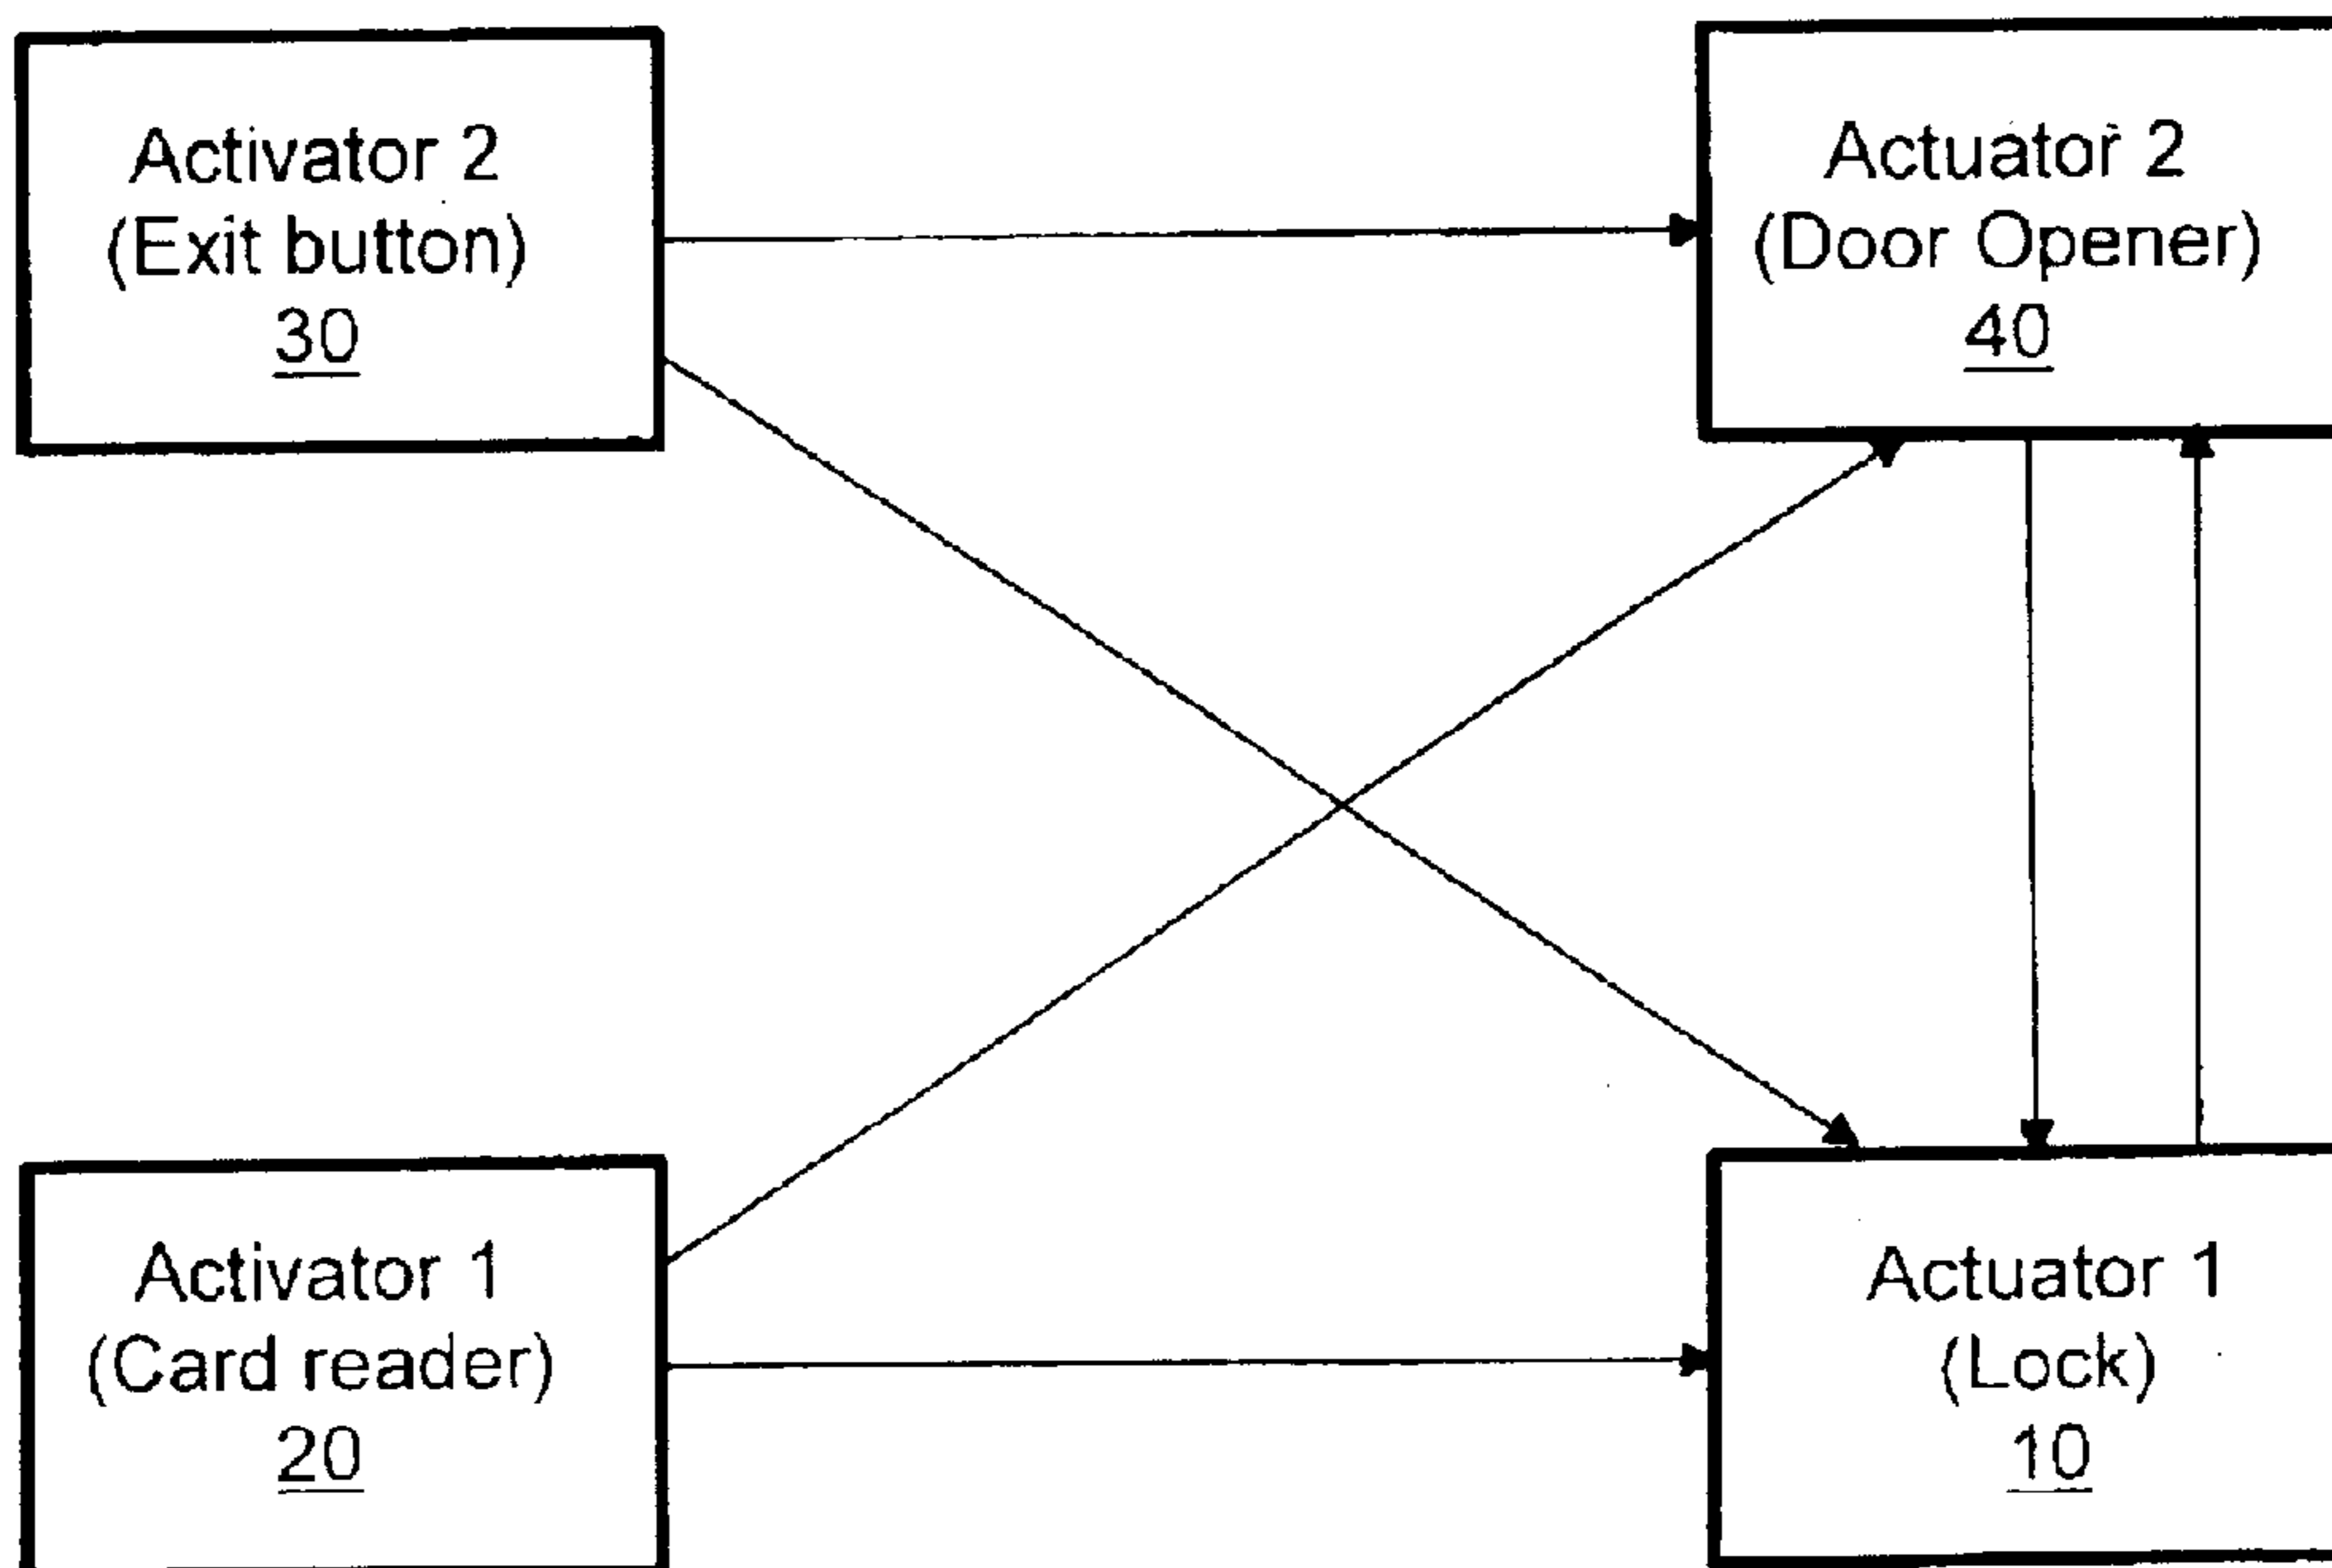 Activator 2
(Exit button)
30
Actuator 2
(Door Opener)
40
Activator 1
(Card reader)
20
Actuator 1
(Lock)
10